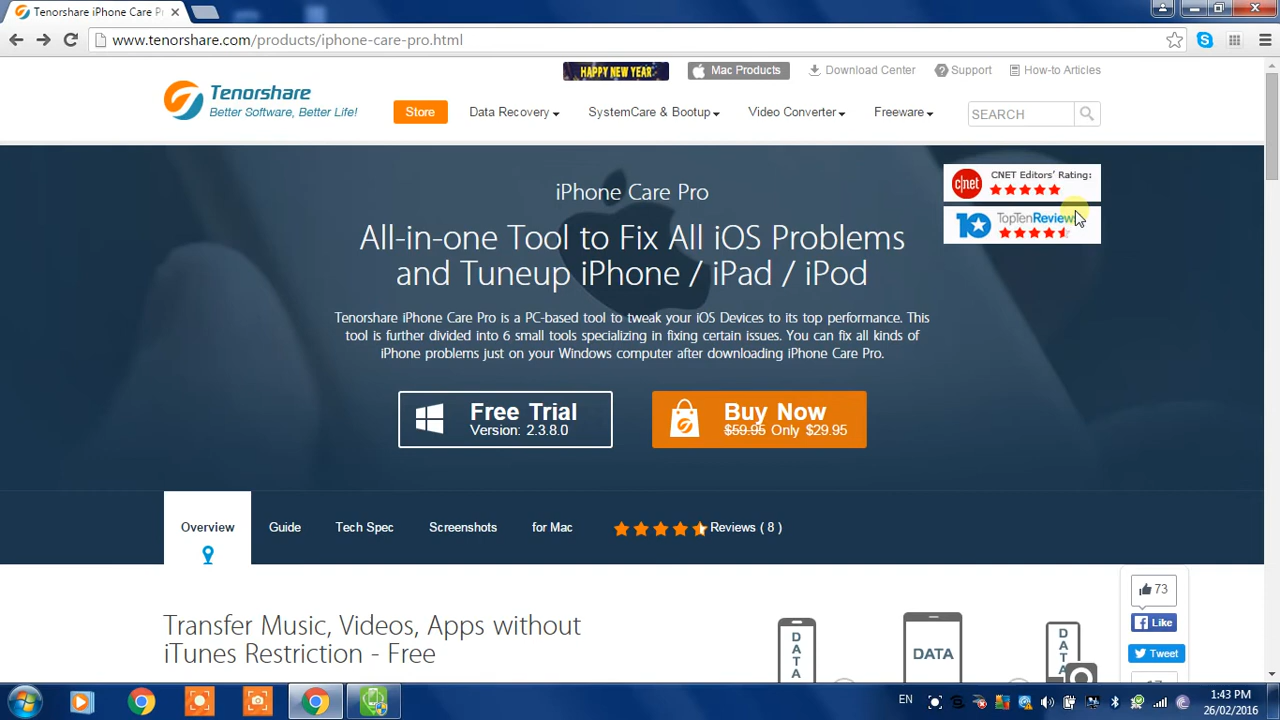 Tenorshare iPhone Care P
www.tenorshare.com/products/iphone-care-pro.html
HAPPY NEW YEAR
Mac Products
Download Center
Support
How-to Articles
Tenorshare
Better Software, Better Life!
Store
Data Recovery
SystemCare & Bootup
Video Converter
Freeware
SEARCH
iPhone Care Pro
c|net
CNET Editors' Rating:
10
TopTenReview
All-in-one Tool to Fix All iOS Problems
and Tuneup iPhone / iPad / iPod
Tenorshare iPhone Care Pro is a PC-based tool to tweak your iOS Devices to its top performance. This
tool is further divided into 6 small tools specializing in fixing certain issues. You can fix all kinds of
iPhone problems just on your Windows computer after downloading iPhone Care Pro.
Free Trial
Version: 2.3.8.0
Buy Now
$59.95 Only $29.95
Overview
Guide
Tech Spec
Screenshots
for Mac
Reviews ( 8 )
Transfer Music, Videos, Apps without
iTunes Restriction - Free
DATA
DATA
DATA
73
Like
Tweet
EN
1:43 PM
26/02/2016